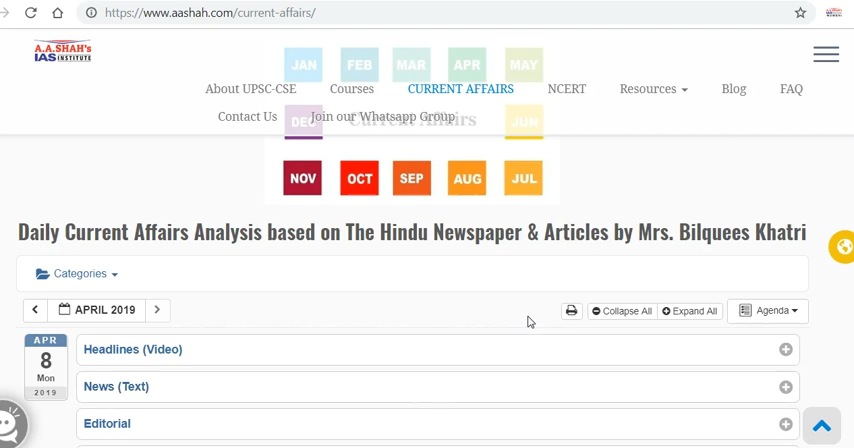 https://www.aashah.com/current-affairs/
A.A.SHAH's
IAS INSTITUTE
JAN FEB MAR APR MAY
About UPSC-CSE Courses CURRENT AFFAIRS NCERT Resources Blog FAQ
DEC Current Affairs JUN
Contact Us Join our Whatsapp Group
NOV OCT SEP AUG JUL
Daily Current Affairs Analysis based on The Hindu Newspaper & Articles by Mrs. Bilquees Khatri
Categories
APRIL 2019 Collapse All Expand All Agenda
APR
8
Mon
2019
Headlines (Video)
News (Text)
Editorial